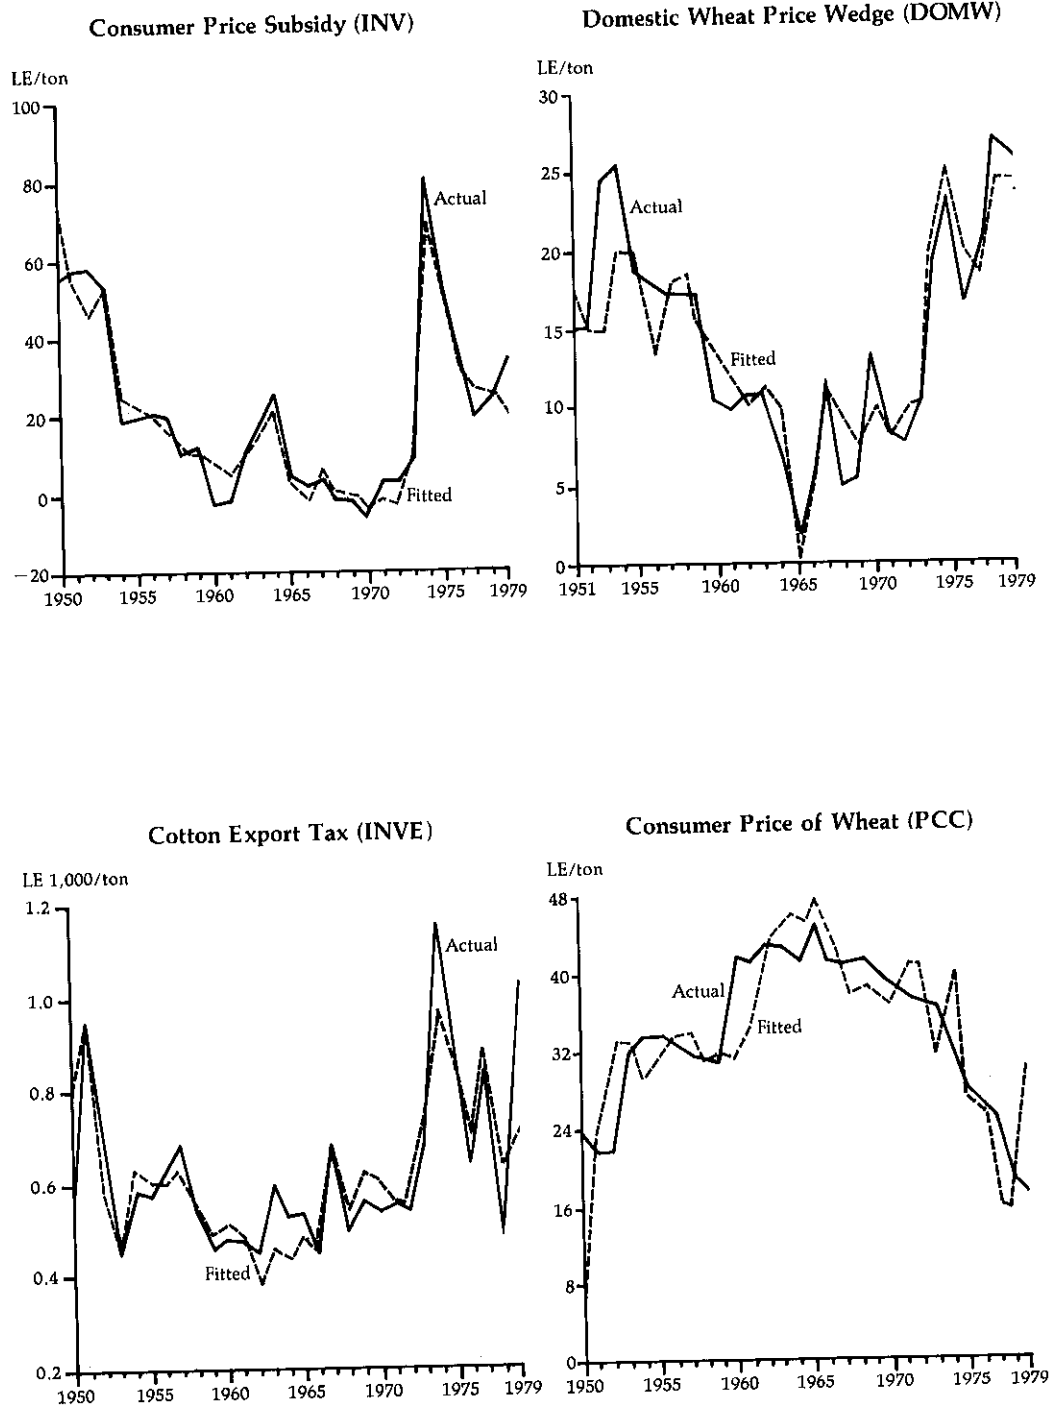 Consumer Price Subsidy (INV)
LE/ton
100
80
60
40
20
0
−20
Actual
Fitted
1950 1955 1960 1965 1970 1975 1979
Domestic Wheat Price Wedge (DOMW)
LE/ton
30
25
20
15
10
5
0
Actual
Fitted
1951 1955 1960 1965 1970 1975 1979
Cotton Export Tax (INVE)
LE 1,000/ton
1.2
1.0
0.8
0.6
0.4
0.2
Actual
Fitted
1950 1955 1960 1965 1970 1975 1979
Consumer Price of Wheat (PCC)
LE/ton
48
40
32
24
16
8
0
Actual
Fitted
1950 1955 1960 1965 1970 1975 1979